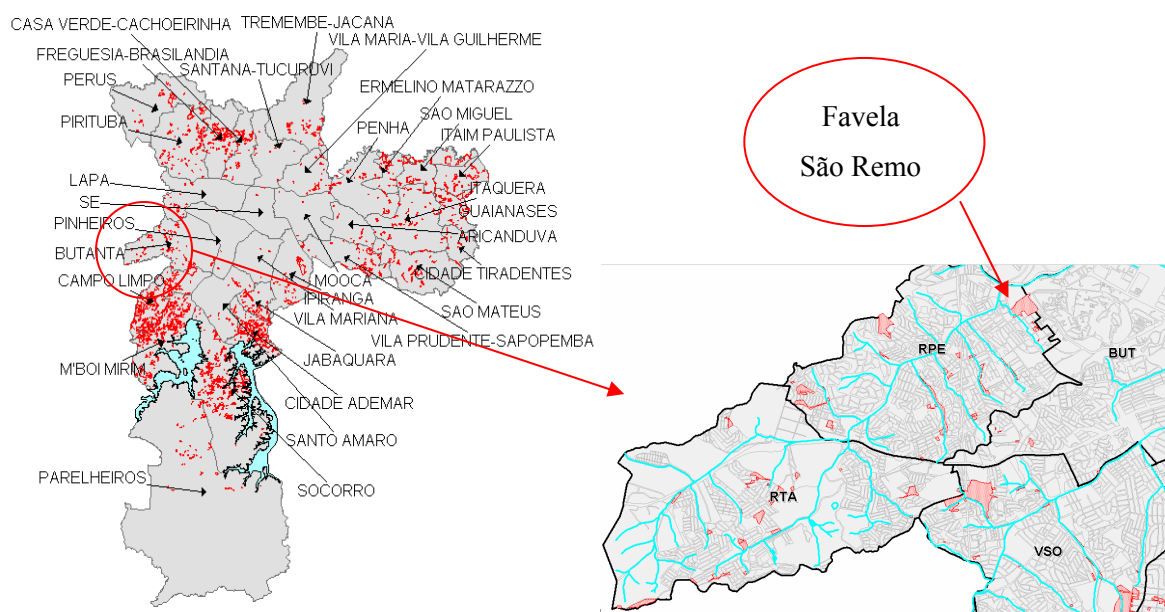 CASA VERDE-CACHOEIRINHA
TREMEMBE-JACANA
VILA MARIA-VILA GUILHERME
FREGUESIA-BRASILANDIA
SANTANA-TUCURUVI
PERUS
ERMELINO MATARAZZO
SAO MIGUEL
PIRITUBA
PENHA
ITAIM PAULISTA
LAPA
ITAQUERA
SE
GUAIANASES
PINHEIROS
ARICANDUVA
BUTANTA
CAMPO LIMPO
MOOCA
CIDADE TIRADENTES
IPIRANGA
SAO MATEUS
VILA MARIANA
VILA PRUDENTE-SAPOPEMBA
JABAQUARA
M'BOI MIRIM
CIDADE ADEMAR
SANTO AMARO
PARELHEIROS
SOCORRO
Favela
São Remo
RPE
BUT
RTA
VSO